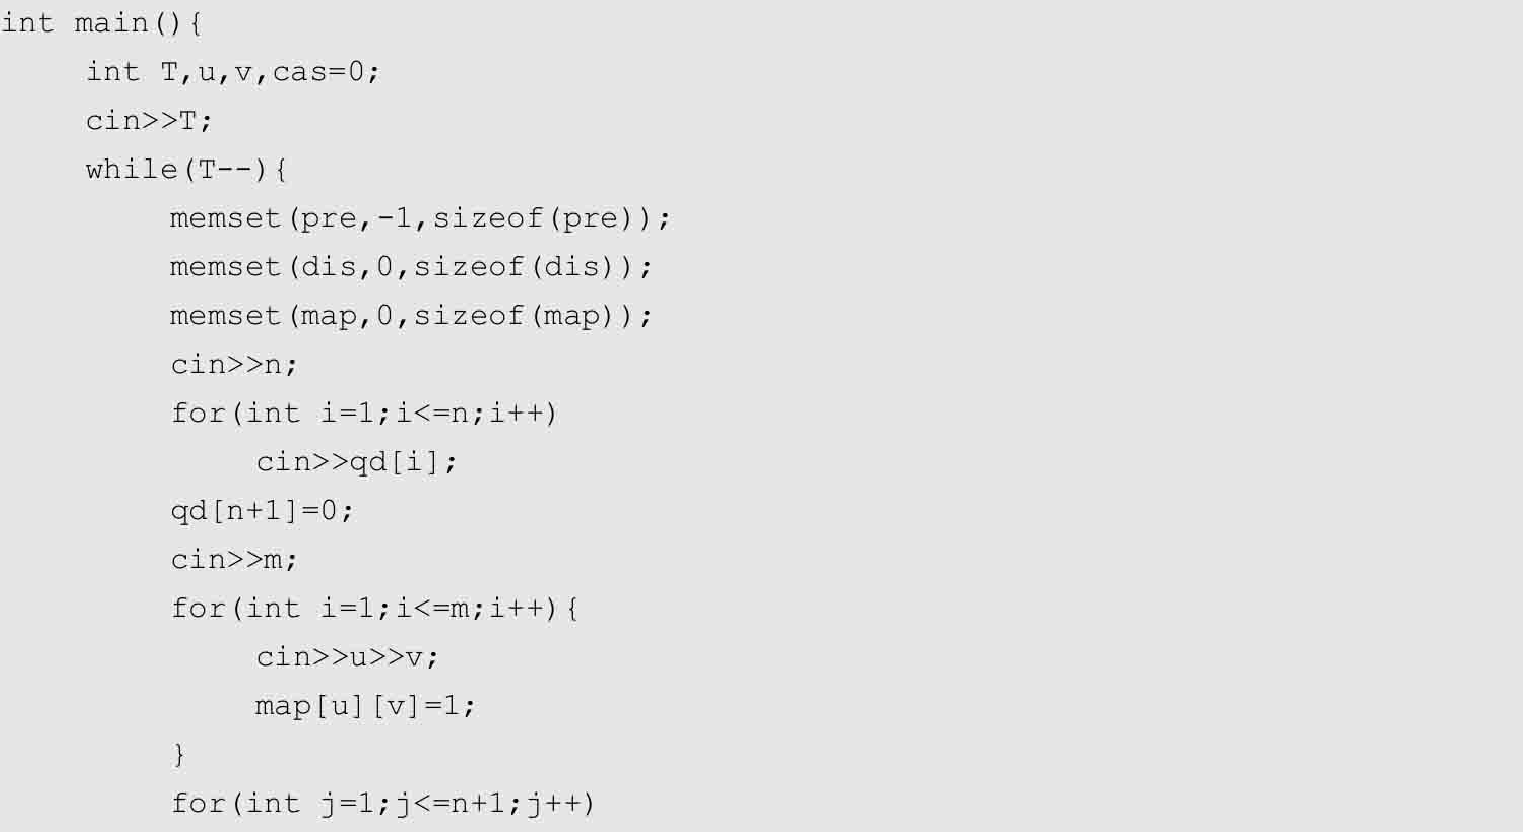 int main(){
    int T,u,v,cas=0;
    cin>>T;
    while(T--){
        memset(pre,-1,sizeof(pre));
        memset(dis,0,sizeof(dis));
        memset(map,0,sizeof(map));
        cin>>n;
        for(int i=1;i<=n;i++)
            cin>>qd[i];
        qd[n+1]=0;
        cin>>m;
        for(int i=1;i<=m;i++){
            cin>>u>>v;
            map[u][v]=1;
        }
        for(int j=1;j<=n+1;j++)